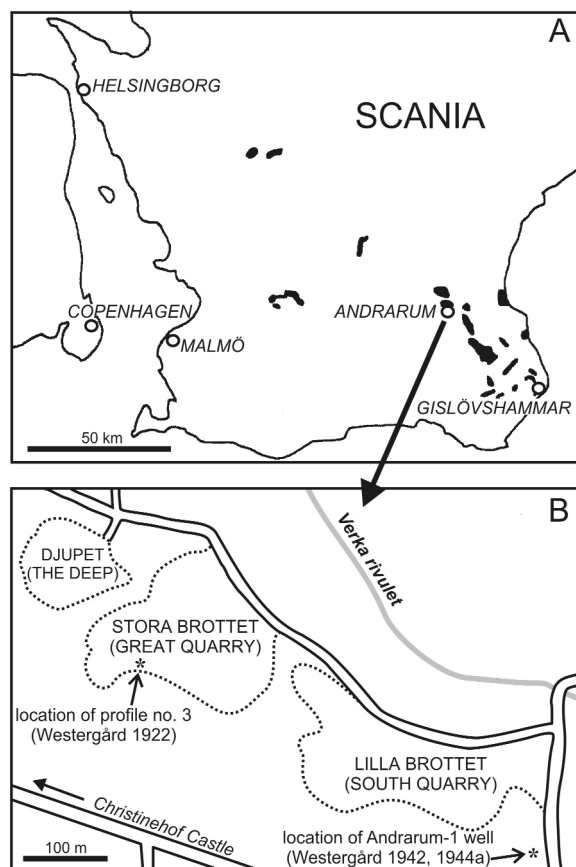 A
HELSINGBORG
SCANIA
COPENHAGEN
MALMÖ
ANDRARUM
GISLÖVSHAMMAR
50 km
B
Verka rivulet
DJUPET
(THE DEEP)
STORA BROTTET
(GREAT QUARRY)
*
location of profile no. 3
(Westergård 1922)
LILLA BROTTET
(SOUTH QUARRY)
Christinehof Castle
100 m
location of Andrarum-1 well
(Westergård 1942, 1944a)
*